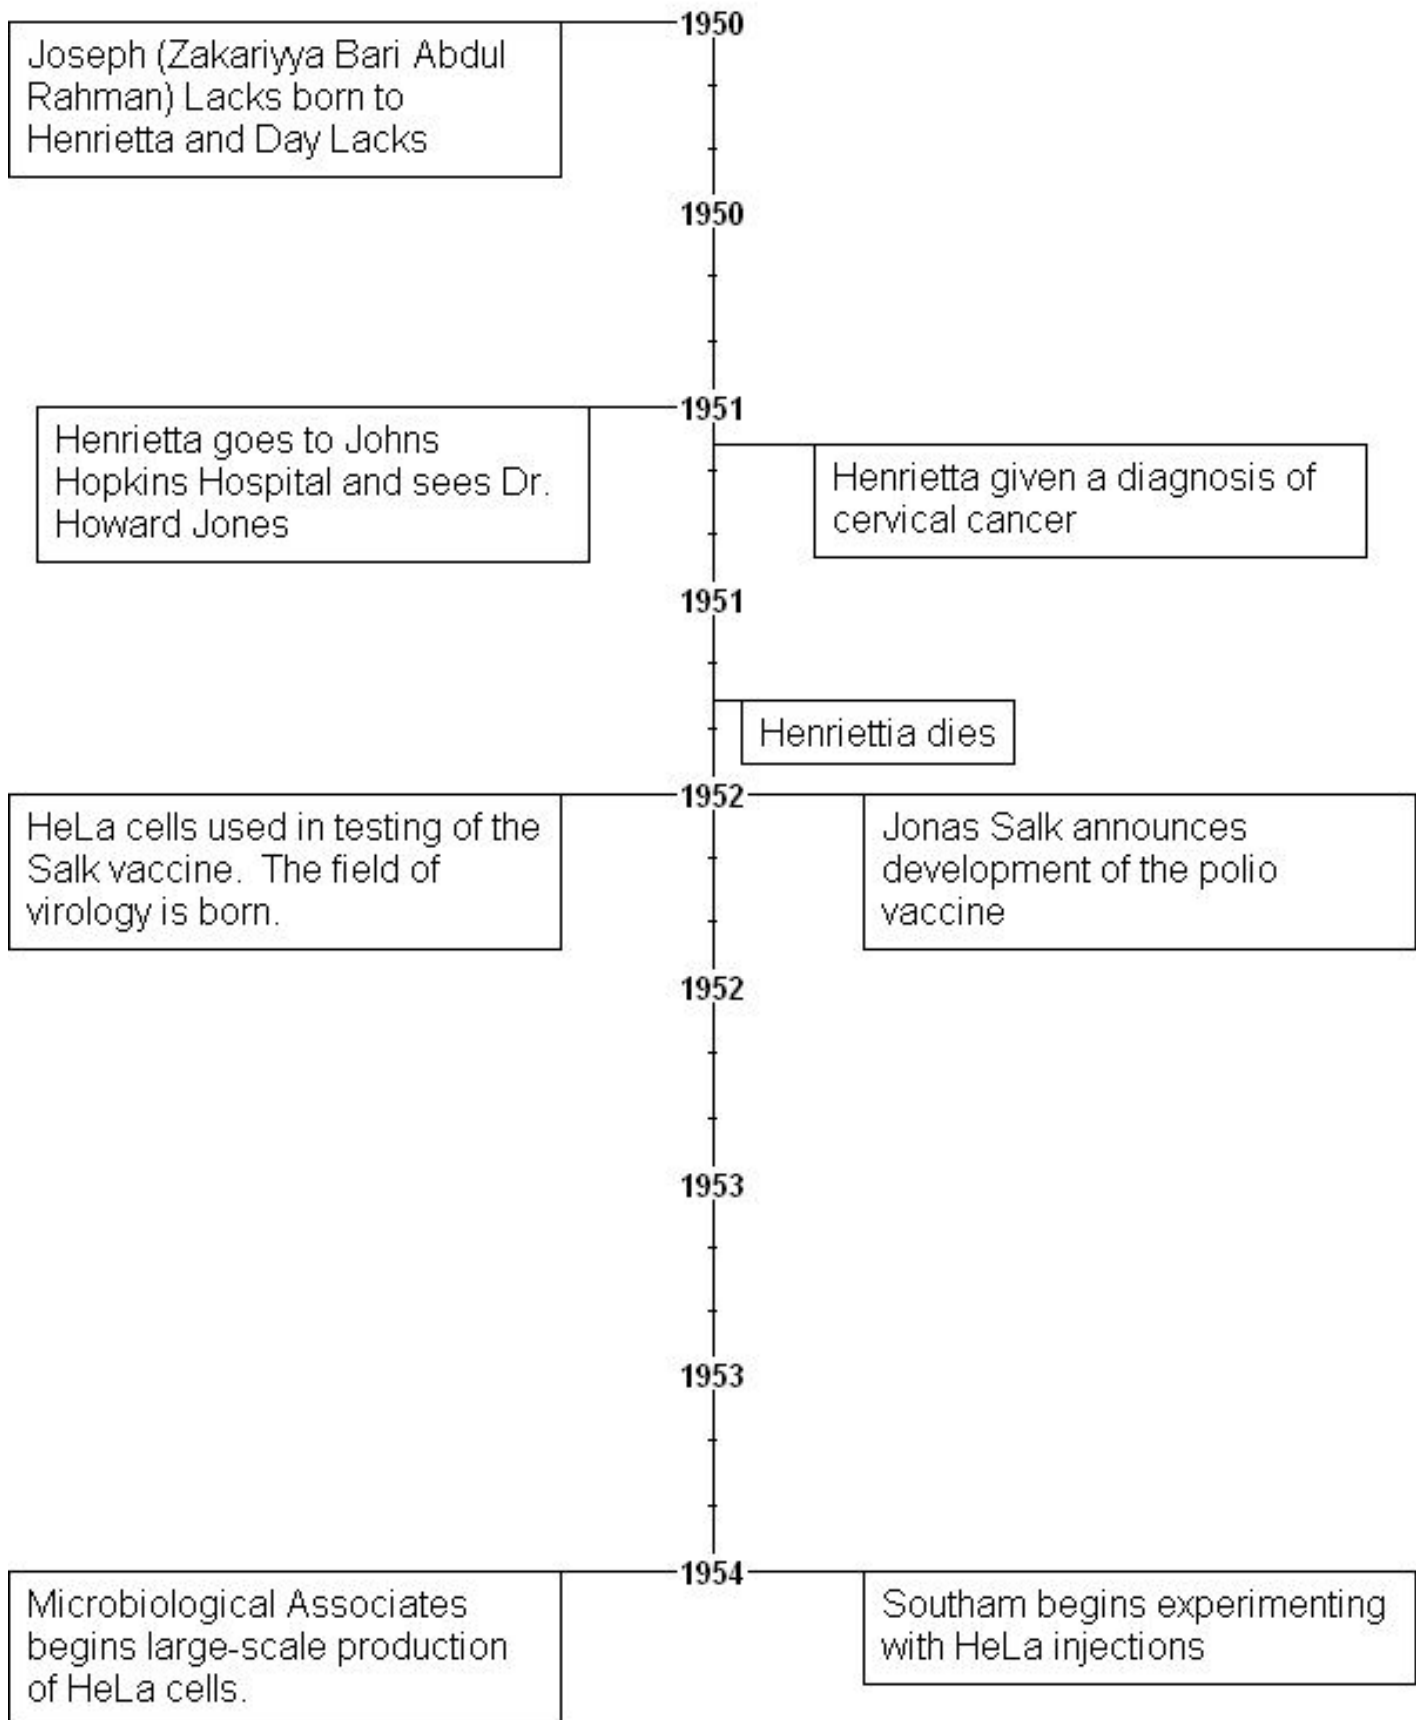 1950
Joseph (Zakariyya Bari Abdul
Rahman) Lacks born to
Henrietta and Day Lacks
1950
1951
Henrietta goes to Johns
Hopkins Hospital and sees Dr.
Howard Jones
Henrietta given a diagnosis of
cervical cancer
1951
Henriettia dies
1952
HeLa cells used in testing of the
Salk vaccine.  The field of
virology is born.
Jonas Salk announces
development of the polio
vaccine
1952
1953
1953
1954
Microbiological Associates
begins large-scale production
of HeLa cells.
Southam begins experimenting
with HeLa injections